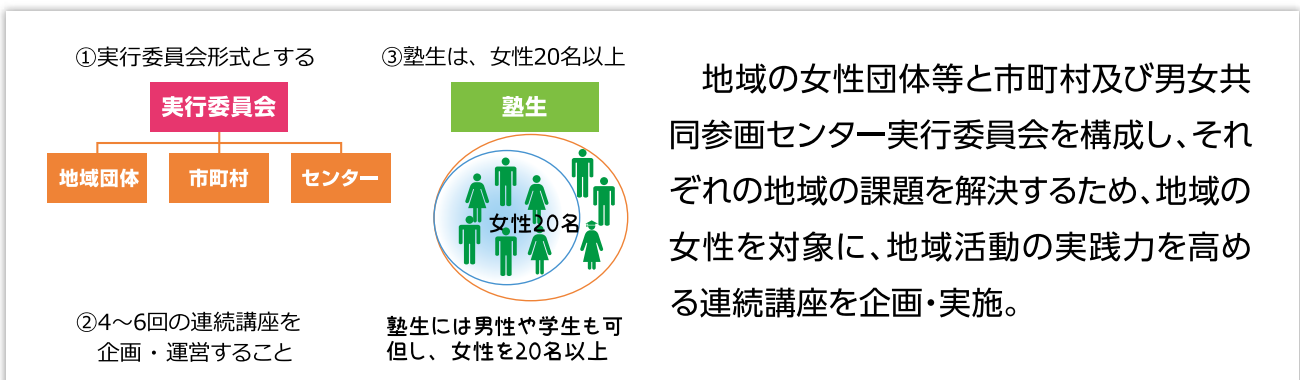 ①実行委員会形式とする
実行委員会
地域団体
市町村
センター
②4～6回の連続講座を
企画・運営すること
③塾生は、女性20名以上
塾生
女性20名
塾生には男性や学生も可
但し、女性を20名以上
地域の女性団体等と市町村及び男女共
同参画センター実行委員会を構成し、それ
ぞれの地域の課題を解決するため、地域の
女性を対象に、地域活動の実践力を高め
る連続講座を企画・実施。